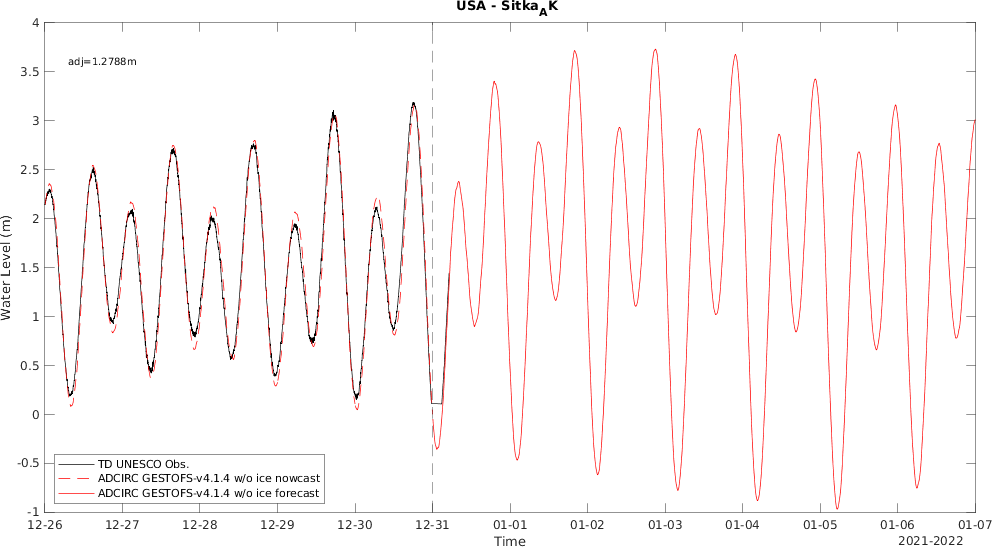 USA - Sitka_AK
adj=1.2788m
4
3.5
3
2.5
2
1.5
1
0.5
0
-0.5
-1
Water Level (m)
TD UNESCO Obs.
ADCIRC GESTOFS-v4.1.4 w/o ice nowcast
ADCIRC GESTOFS-v4.1.4 w/o ice forecast
12-26 12-27 12-28 12-29 12-30 12-31 01-01 01-02 01-03 01-04 01-05 01-06 01-07
Time
2021-2022